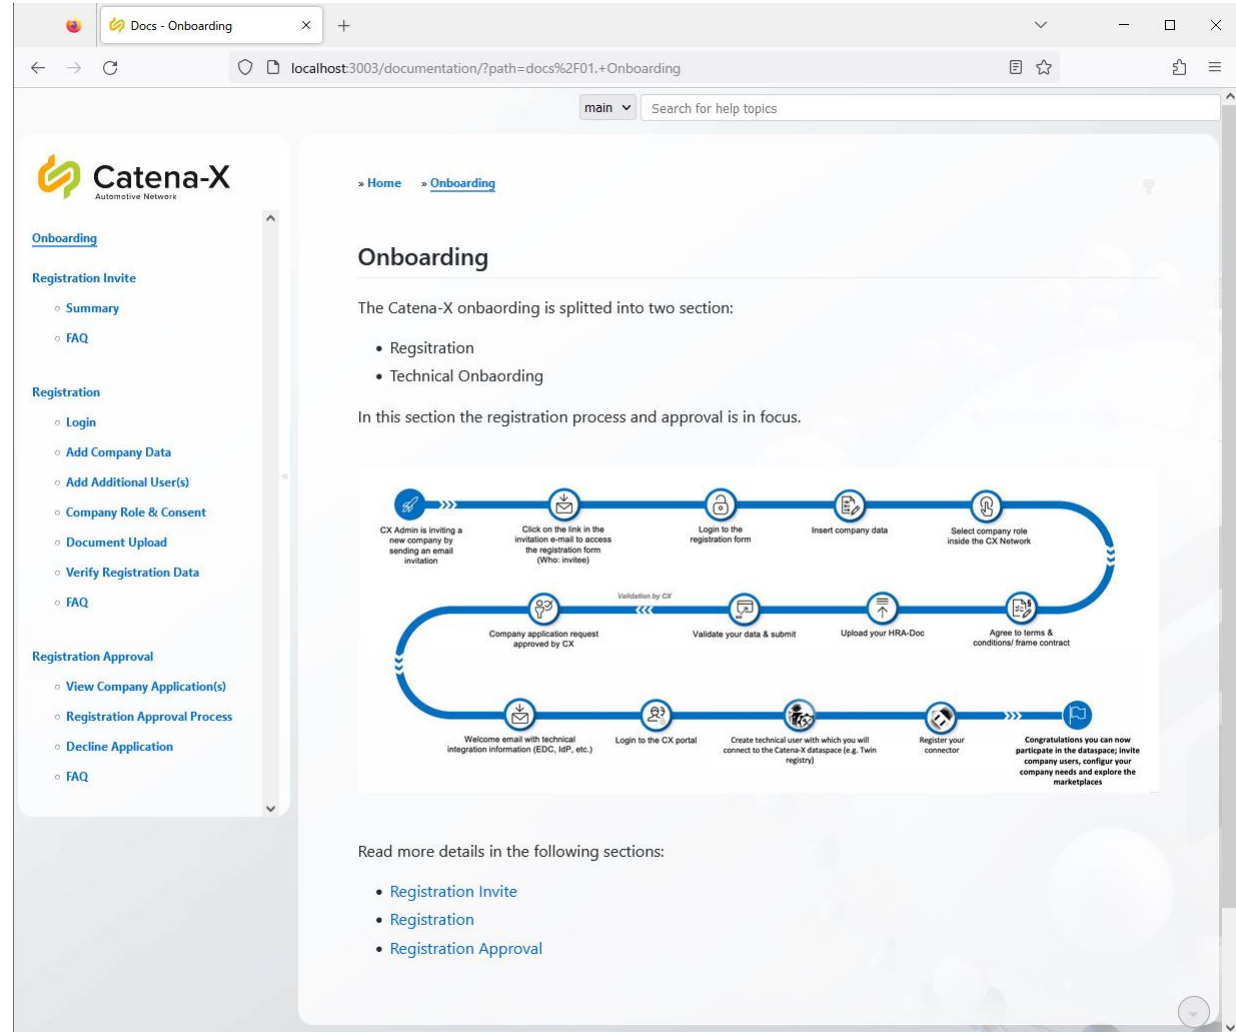 Docs - Onboarding
localhost:3003/documentation/?path=docs%2F01.+Onboarding
main
Search for help topics
Catena-X
Automotive Network
Onboarding
Registration Invite
Summary
FAQ
Registration
Login
Add Company Data
Add Additional User(s)
Company Role & Consent
Document Upload
Verify Registration Data
FAQ
Registration Approval
View Company Application(s)
Registration Approval Process
Decline Application
FAQ
» Home » Onboarding
Onboarding
The Catena-X onbaording is splitted into two section:
• Regsitration
• Technical Onbaording
In this section the registration process and approval is in focus.
CX Admin is inviting a
new company by
sending an email
invitation
Click on the link in the
invitation e-mail to access
the registration form
(Who: invitee)
Login to the
registration form
Insert company data
Select company role
inside the CX Network
Company application request
approved by CX
Validation by CX
Validate your data & submit
Upload your HRA-Doc
Agree to terms &
conditions/ frame contract
Welcome email with technical
integration information (EDC, IdP, etc.)
Login to the CX portal
Create technical user with which you will
connect to the Catena-X dataspace (e.g. Twin
registry)
Register your
connector
Congratulations you can now
particpate in the dataspace; invite
company users, configur your
company needs and explore the
marketplaces
Read more details in the following sections:
• Registration Invite
• Registration
• Registration Approval